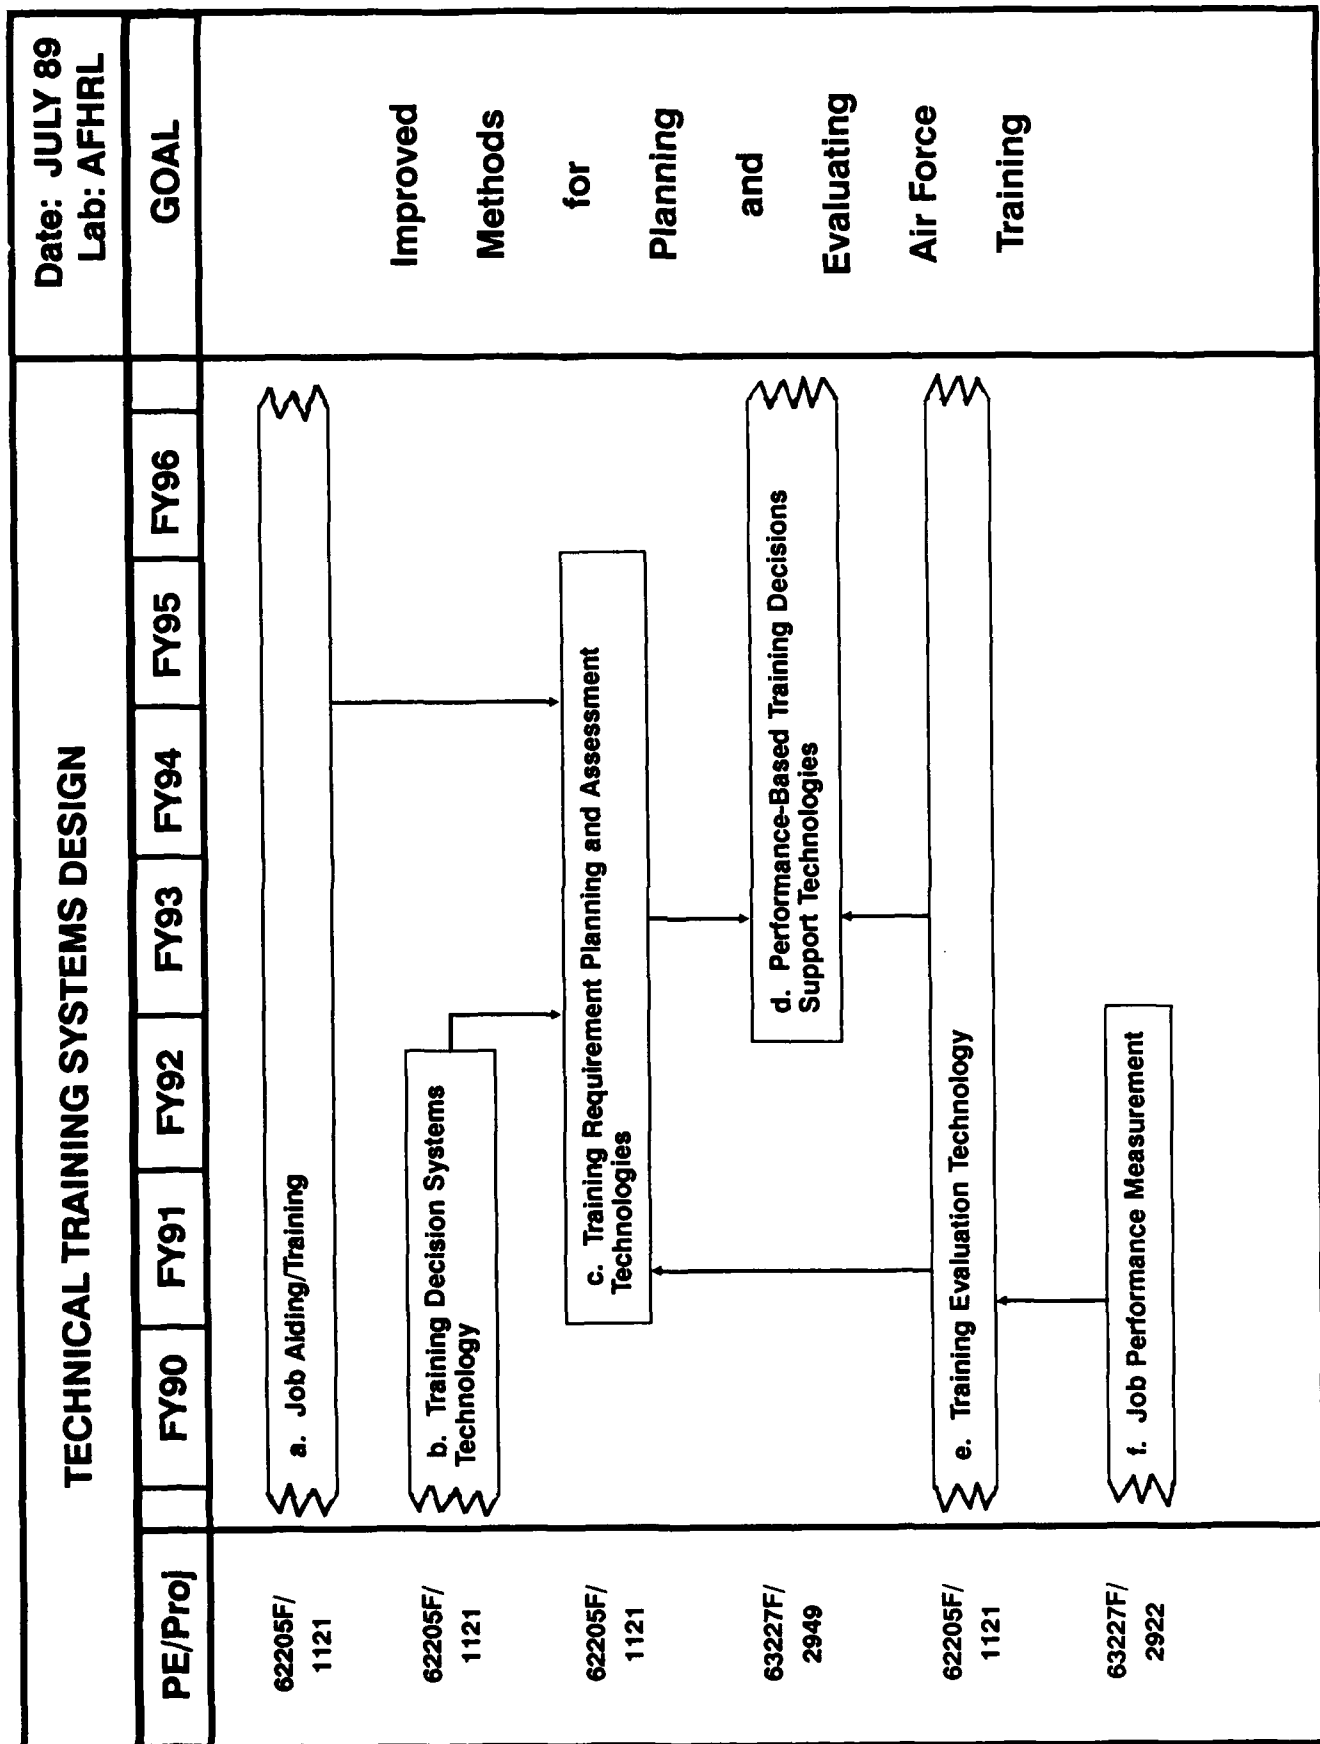 TECHNICAL TRAINING SYSTEMS DESIGN
Date: JULY 89
Lab: AFHRL
PE/Proj
FY90
FY91
FY92
FY93
FY94
FY95
FY96
GOAL
62205F/
1121
a. Job Aiding/Training
62205F/
1121
b. Training Decision Systems
Technology
62205F/
1121
c. Training Requirement Planning and Assessment
Technologies
63227F/
2949
d. Performance-Based Training Decisions
Support Technologies
62205F/
1121
e. Training Evaluation Technology
63227F/
2922
f. Job Performance Measurement
Improved
Methods
for
Planning
and
Evaluating
Air Force
Training